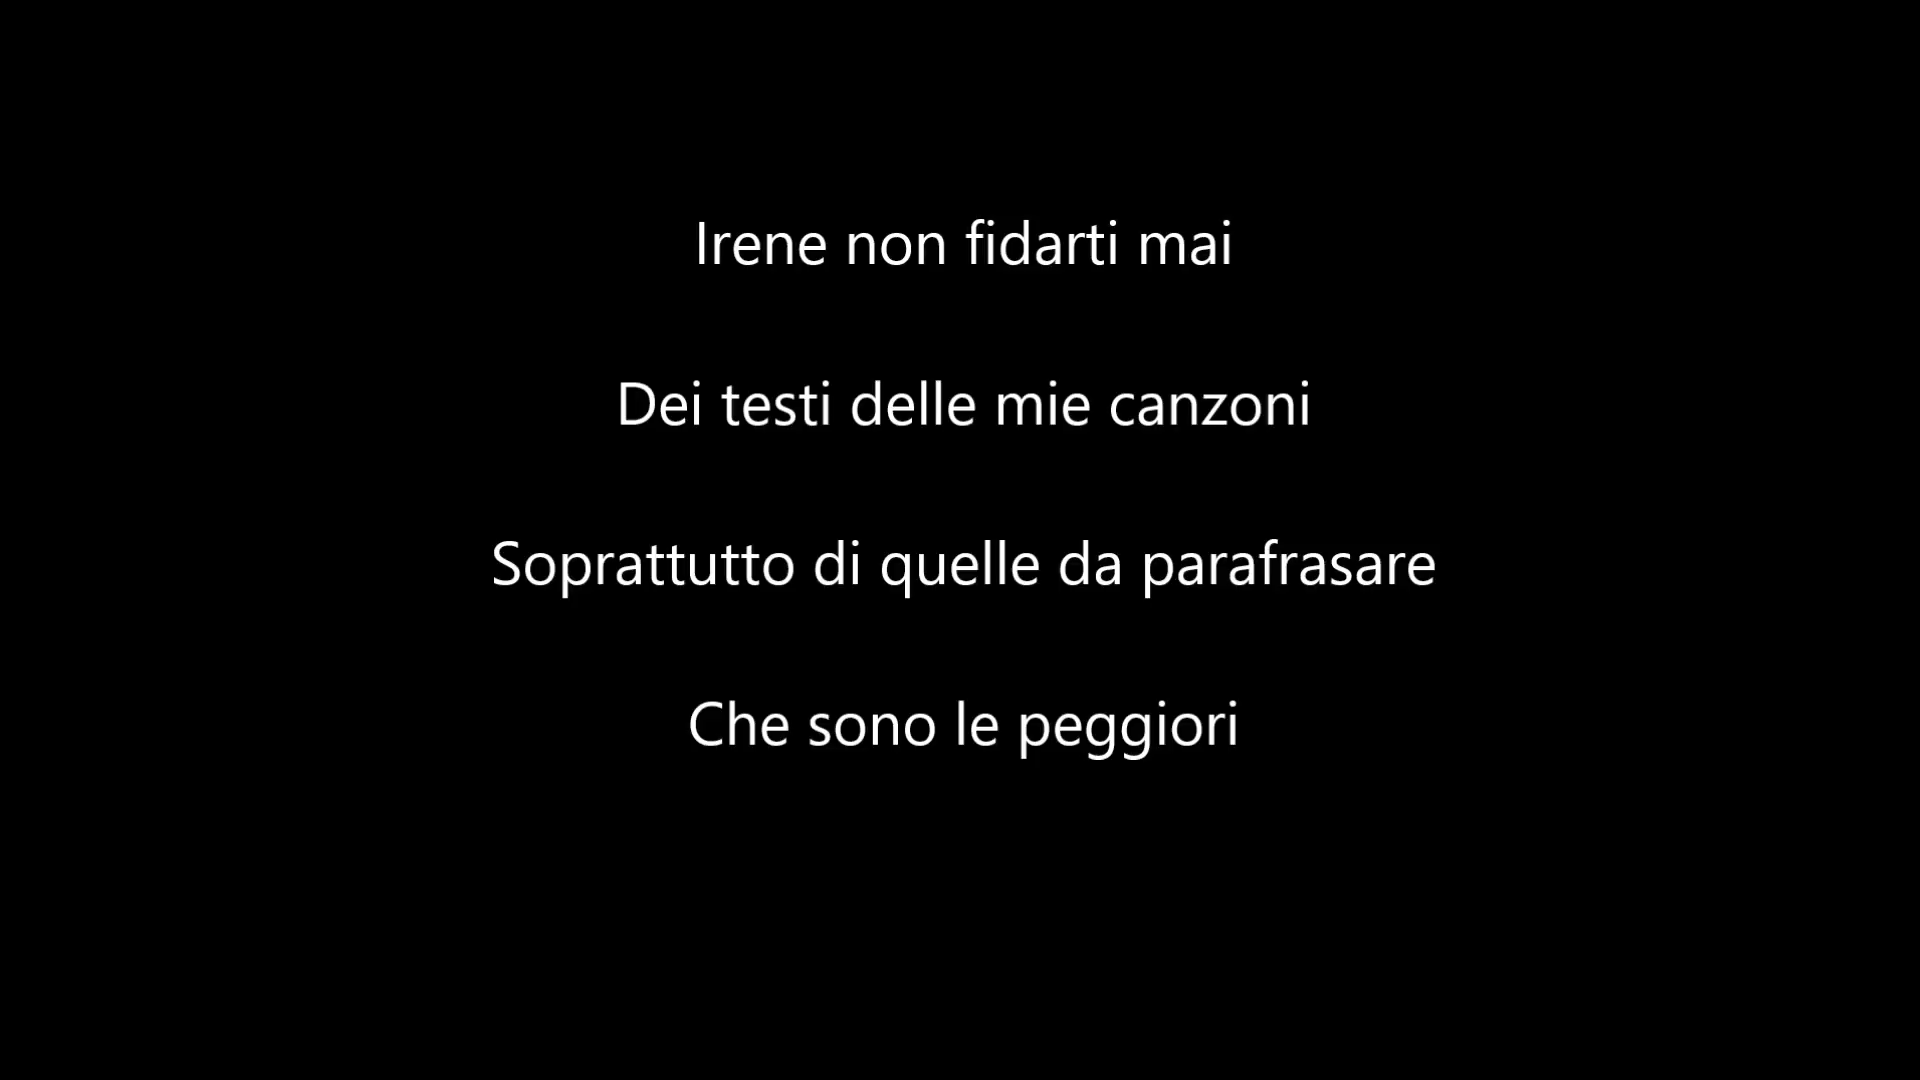 Irene non fidarti mai
Dei testi delle mie canzoni
Soprattutto di quelle da parafrasare
Che sono le peggiori